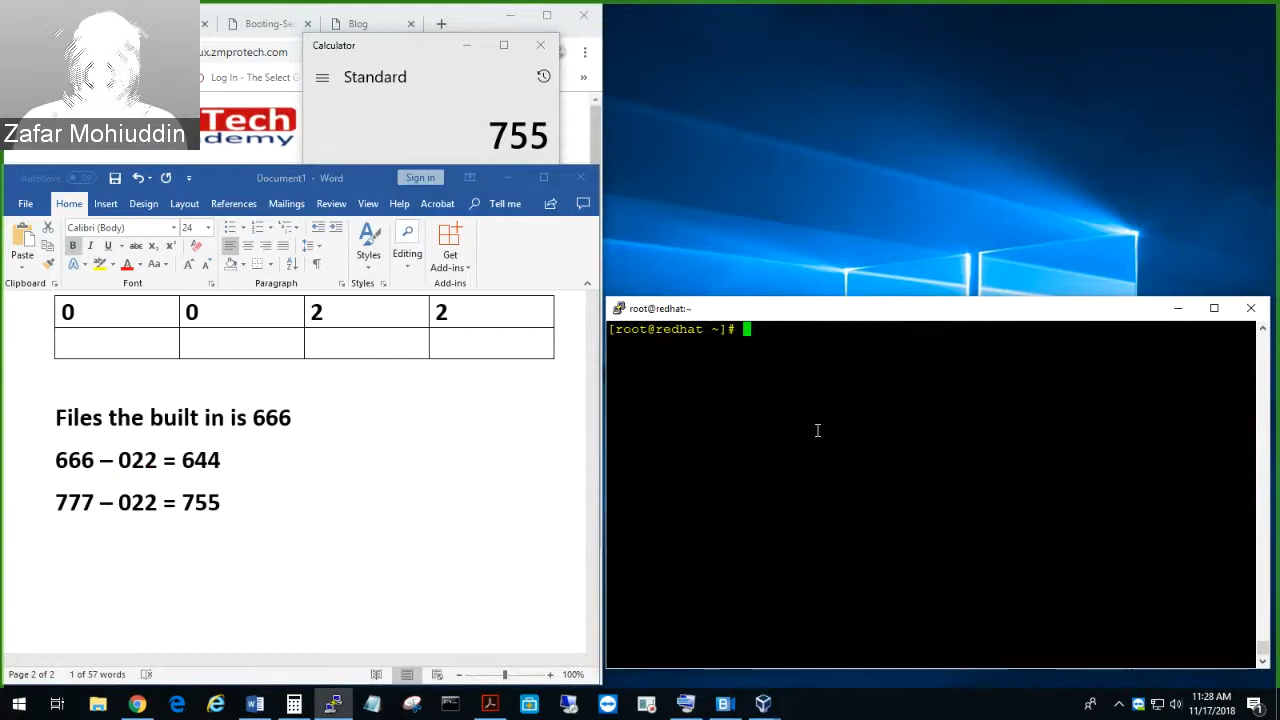 Booting-Se
Blog
ux.zmprotech.com
Log In - The Select G
Tech
demy
Zafar Mohiuddin
Calculator
Standard
755
AutoSave Off
Document1 - Word
Sign in
File Home Insert Design Layout References Mailings Review View Help Acrobat Tell me
Calibri (Body) 24
Paste
Styles
Editing
Get
Add-ins
Clipboard Font Paragraph Styles Add-ins
0 0 2 2
Files the built in is 666
666 – 022 = 644
777 – 022 = 755
Page 2 of 2 1 of 57 words 100%
root@redhat:~
[root@redhat ~]#
11:28 AM
11/17/2018